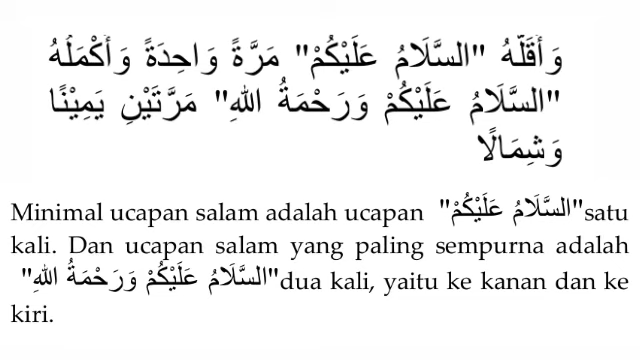 وَأَقَلُّهُ "السَّلَامُ عَلَيْكُمْ" مَرَّةً وَاحِدَةً وَأَكْمَلُهُ
"السَّلَامُ عَلَيْكُمْ وَرَحْمَةُ اللهِ" مَرَّتَيْنِ يَمِيْنًا
وَشِمَالًا
Minimal ucapan salam adalah ucapan "السَّلَامُ عَلَيْكُمْ" satu
kali. Dan ucapan salam yang paling sempurna adalah
"السَّلَامُ عَلَيْكُمْ وَرَحْمَةُ اللهِ" dua kali, yaitu ke kanan dan ke
kiri.